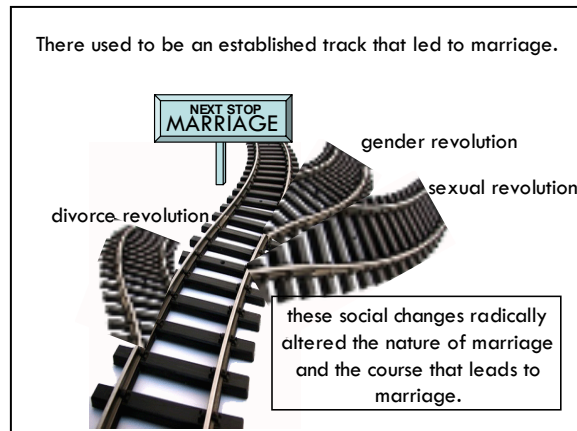 There used to be an established track that led to marriage.
NEXT STOP
MARRIAGE
gender revolution
sexual revolution
divorce revolution
these social changes radically
altered the nature of marriage
and the course that leads to
marriage.